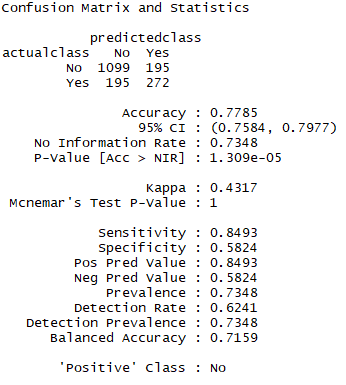 Confusion Matrix and Statistics
predictedclass
actualclass No Yes
No 1099 195
Yes 195 272
Accuracy : 0.7785
95% CI : (0.7584, 0.7977)
No Information Rate : 0.7348
P-Value [Acc > NIR] : 1.309e-05
Kappa : 0.4317
Mcnemar's Test P-Value : 1
Sensitivity : 0.8493
Specificity : 0.5824
Pos Pred Value : 0.8493
Neg Pred Value : 0.5824
Prevalence : 0.7348
Detection Rate : 0.6241
Detection Prevalence : 0.7348
Balanced Accuracy : 0.7159
'Positive' Class : No